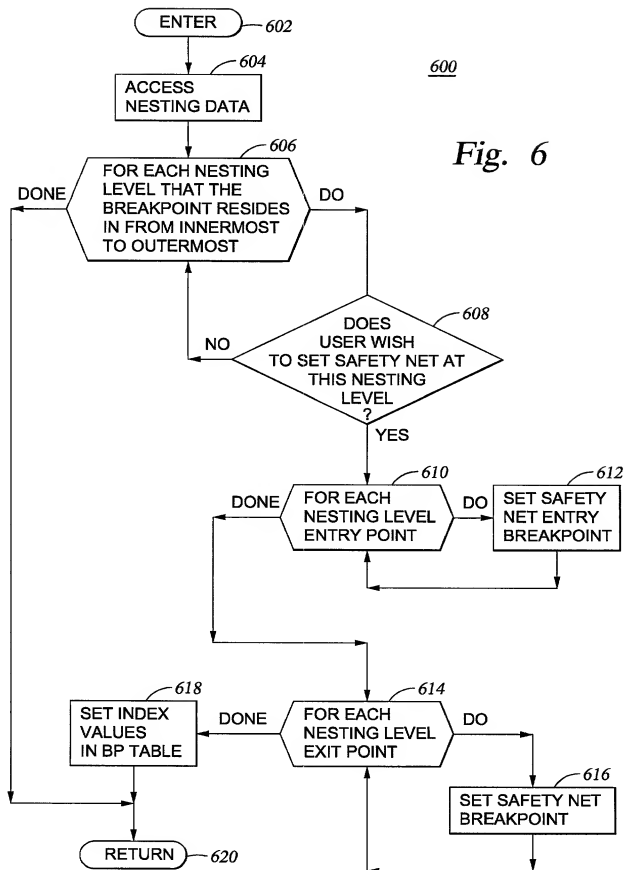 ENTER
602
604
600
ACCESS
NESTING DATA
Fig. 6
606
DONE
FOR EACH NESTING
LEVEL THAT THE
BREAKPOINT RESIDES
IN FROM INNERMOST
TO OUTERMOST
DO
608
NO
DOES
USER WISH
TO SET SAFETY NET AT
THIS NESTING
LEVEL
?
YES
610
612
DONE
FOR EACH
NESTING LEVEL
ENTRY POINT
DO
SET SAFETY
NET ENTRY
BREAKPOINT
618
614
SET INDEX
VALUES
IN BP TABLE
DONE
FOR EACH
NESTING LEVEL
EXIT POINT
DO
616
SET SAFETY NET
BREAKPOINT
RETURN
620